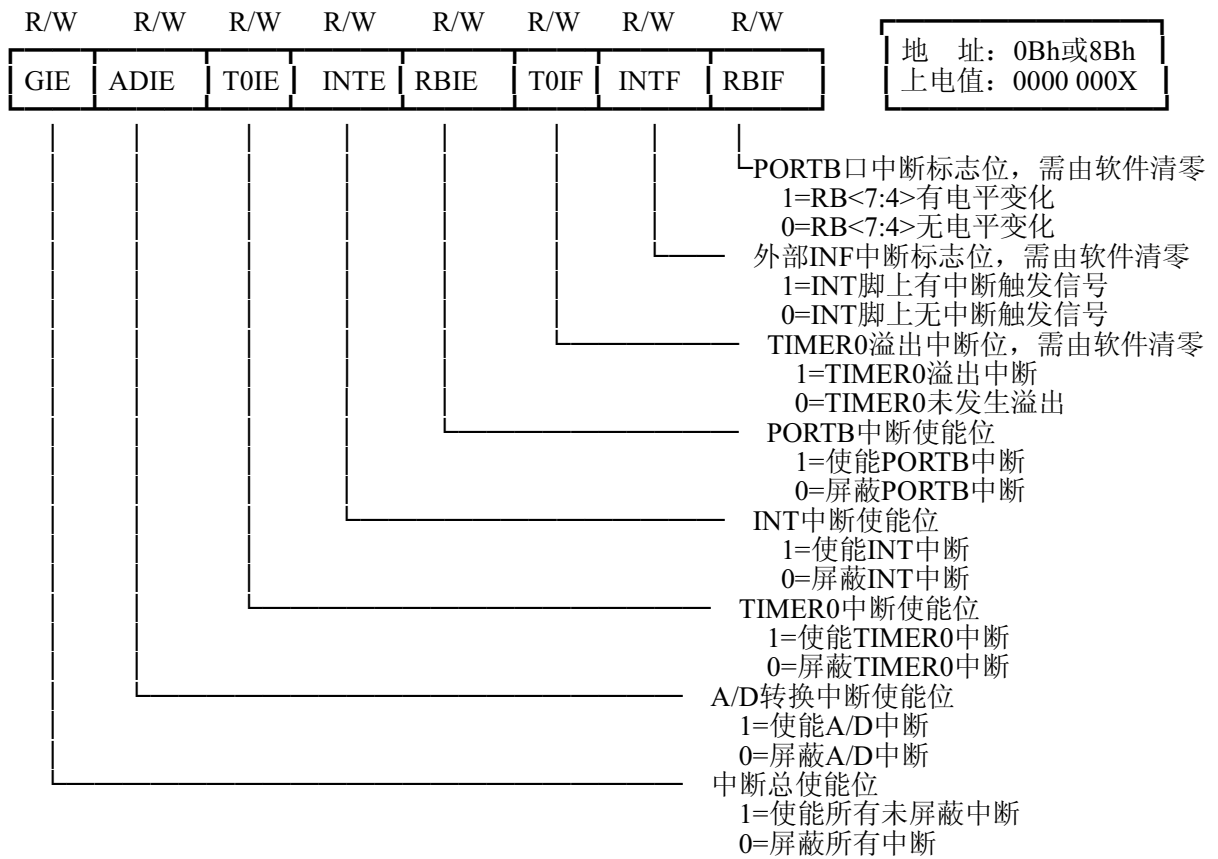 R/W R/W R/W R/W R/W R/W R/W R/W
GIE ADIE T0IE INTE RBIE T0IF INTF RBIF
地 址：0Bh或8Bh
上电值：0000 000X
PORTB口中断标志位，需由软件清零
1=RB<7:4>有电平变化
0=RB<7:4>无电平变化
外部INF中断标志位，需由软件清零
1=INT脚上有中断触发信号
0=INT脚上无中断触发信号
TIMER0溢出中断位，需由软件清零
1=TIMER0溢出中断
0=TIMER0未发生溢出
PORTB中断使能位
1=使能PORTB中断
0=屏蔽PORTB中断
INT中断使能位
1=使能INT中断
0=屏蔽INT中断
TIMER0中断使能位
1=使能TIMER0中断
0=屏蔽TIMER0中断
A/D转换中断使能位
1=使能A/D中断
0=屏蔽A/D中断
中断总使能位
1=使能所有未屏蔽中断
0=屏蔽所有中断